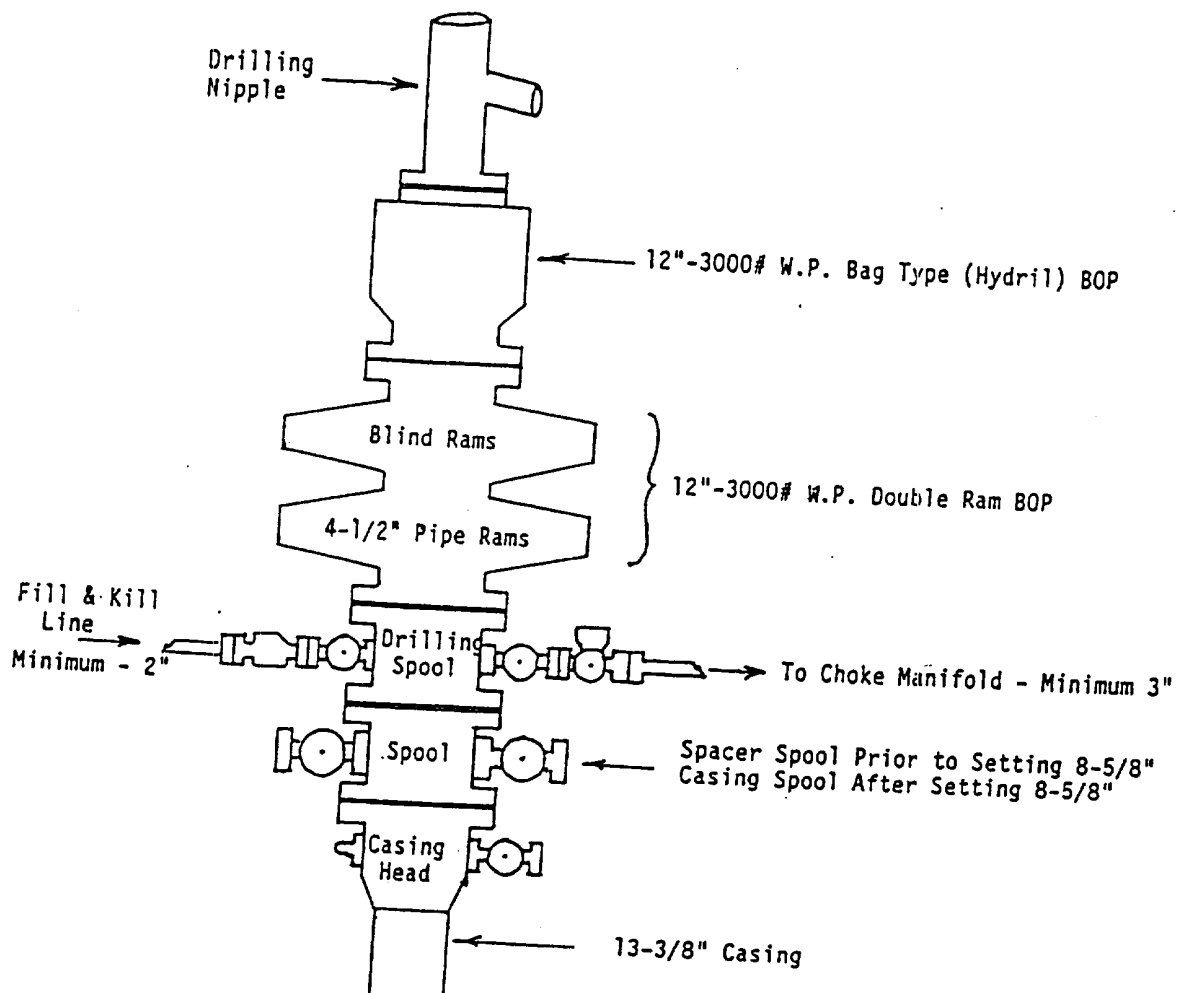 Drilling
Nipple
12"-3000# W.P. Bag Type (Hydril) BOP
Blind Rams
12"-3000# W.P. Double Ram BOP
4-1/2" Pipe Rams
Fill & Kill
Line
Minimum - 2"
Drilling
Spool
To Choke Manifold - Minimum 3"
Spool
Spacer Spool Prior to Setting 8-5/8"
Casing Spool After Setting 8-5/8"
Casing
Head
13-3/8" Casing